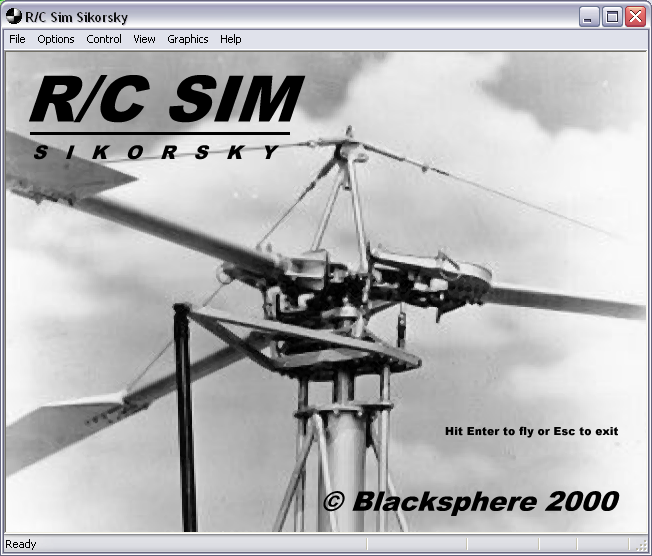 R/C Sim Sikorsky
File Options Control View Graphics Help
R/C SIM
SIKORSKY
Hit Enter to fly or Esc to exit
© Blacksphere 2000
Ready